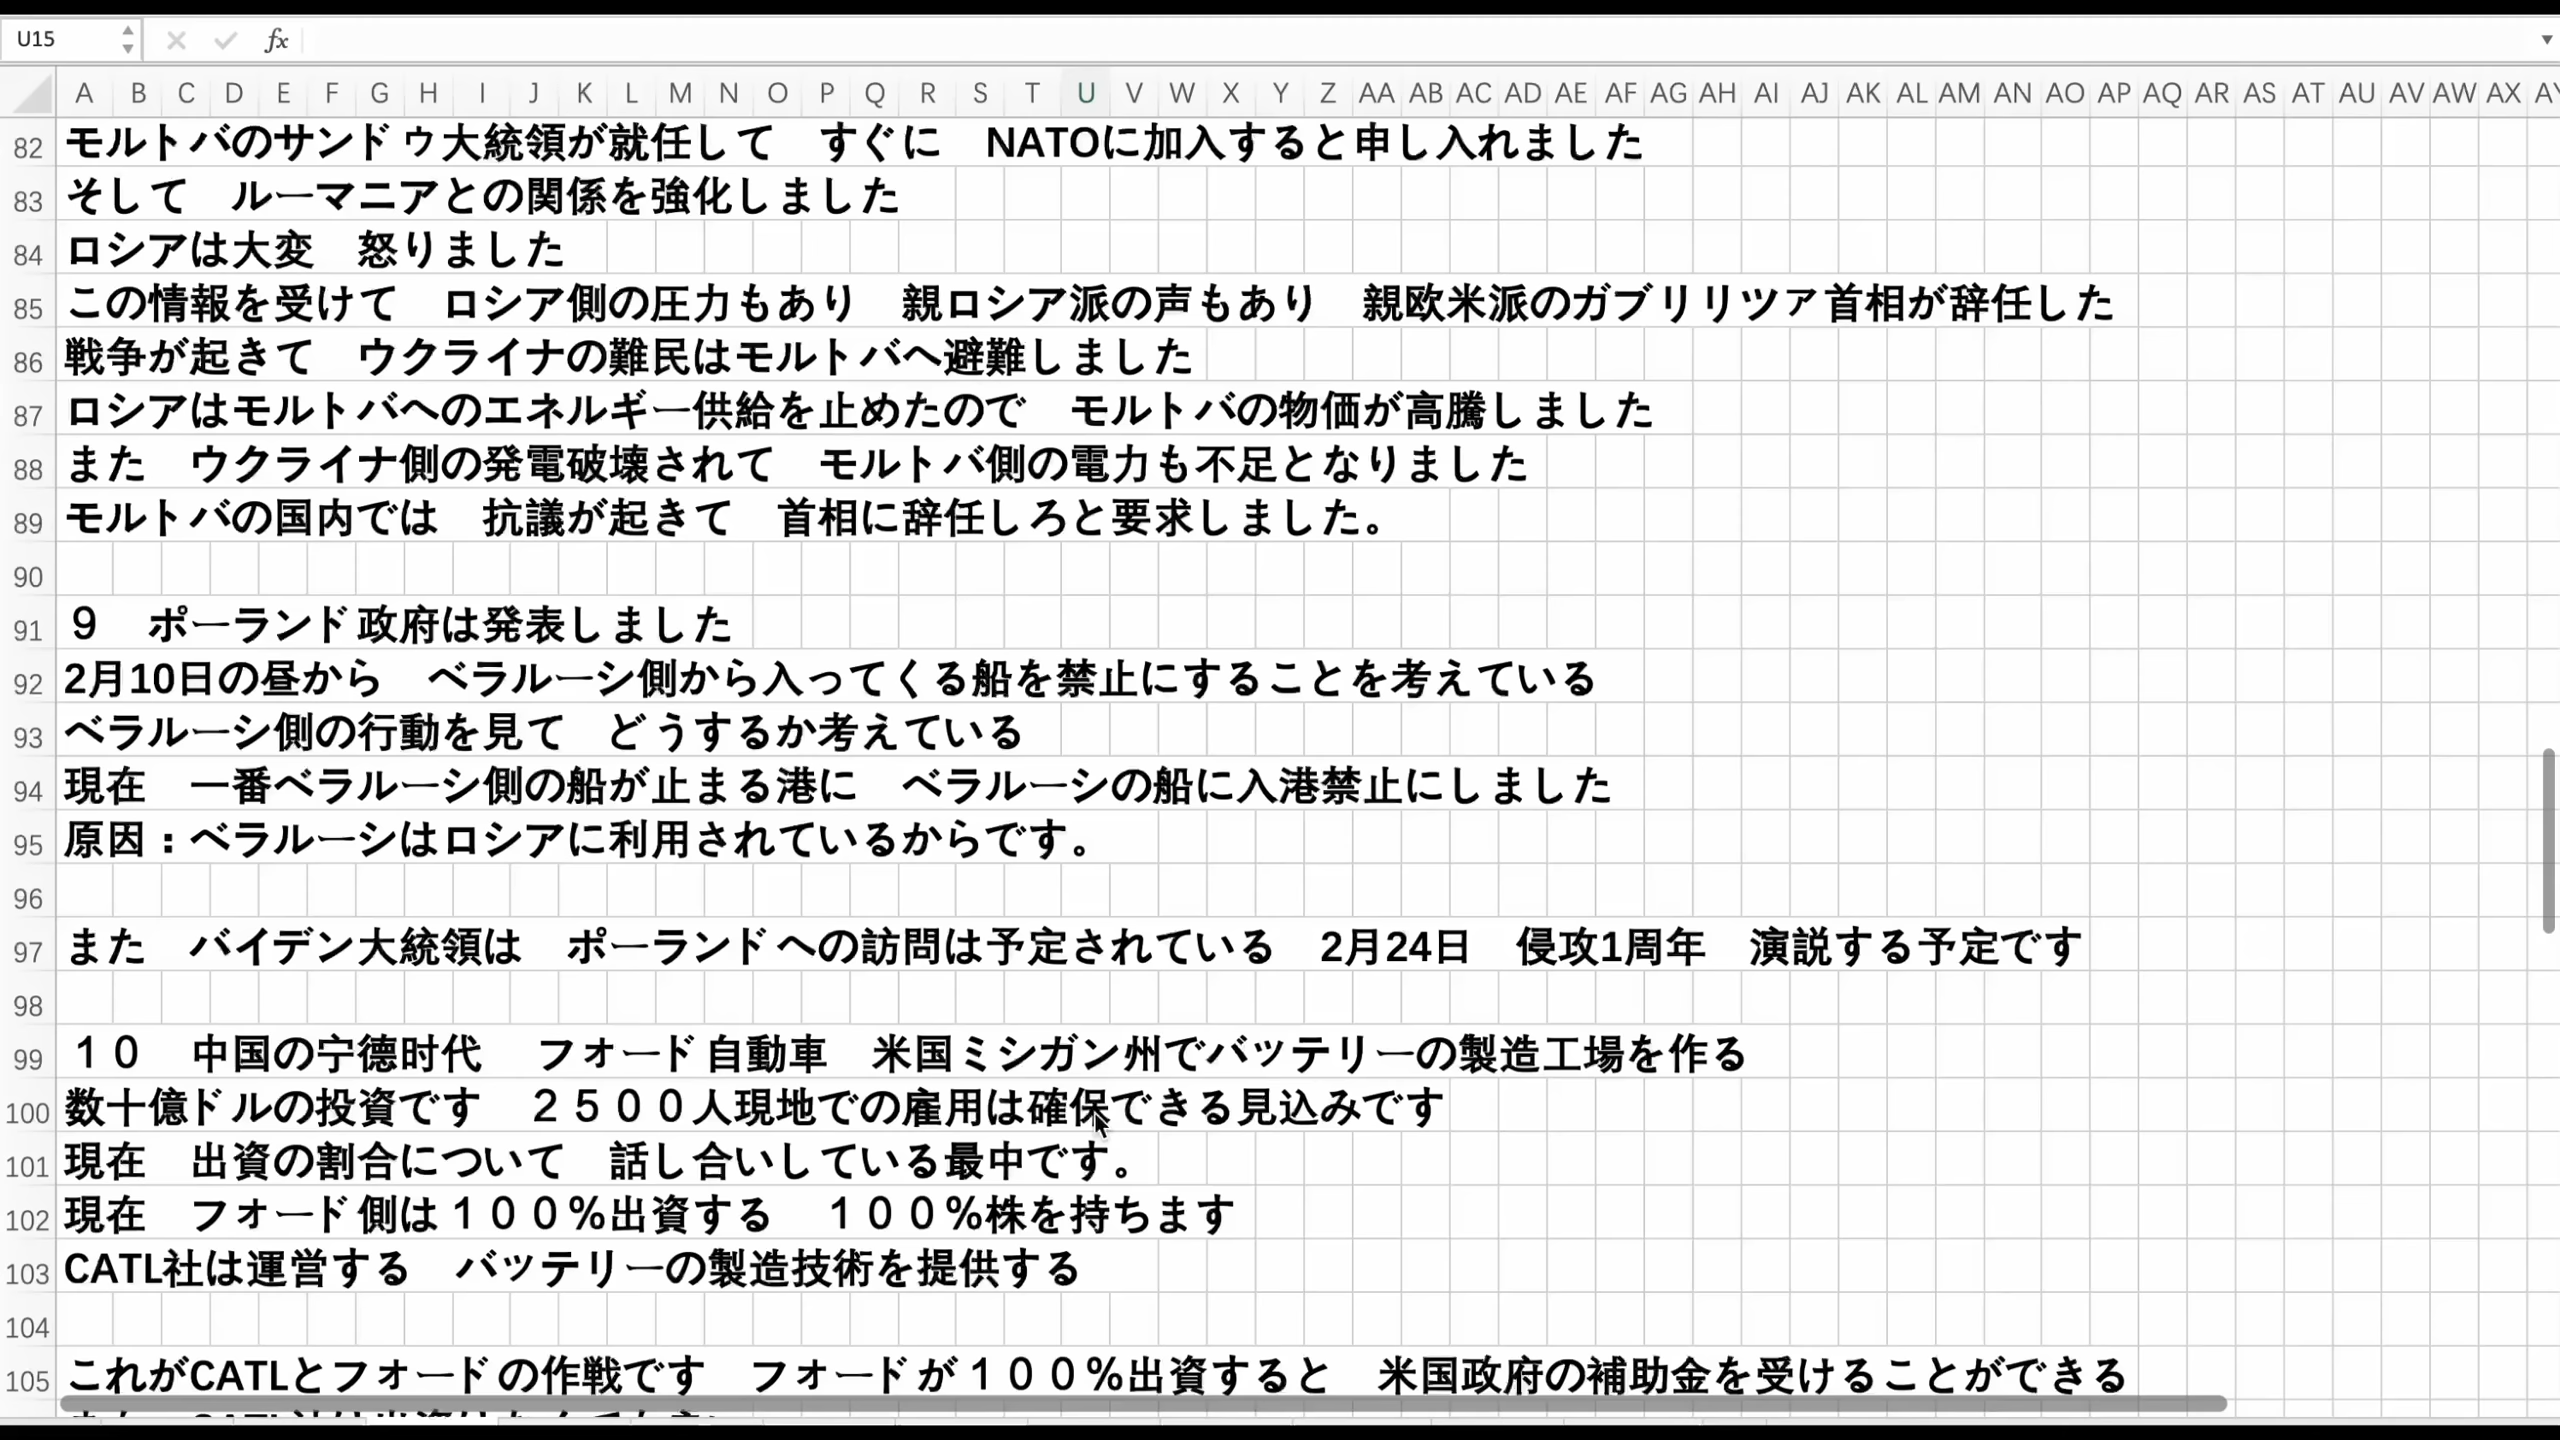 U15 fx
A B C D E F G H I J K L M N O P Q R S T U V W X Y Z AA AB AC AD AE AF AG AH AI AJ AK AL AM AN AO AP AQ AR AS AT AU AV AW AX AY
82 モルトバのサンドゥ大統領が就任して　すぐに　NATOに加入すると申し入れました
83 そして　ルーマニアとの関係を強化しました
84 ロシアは大変　怒りました
85 この情報を受けて　ロシア側の圧力もあり　親ロシア派の声もあり　親欧米派のガブリリツァ首相が辞任した
86 戦争が起きて　ウクライナの難民はモルトバへ避難しました
87 ロシアはモルトバへのエネルギー供給を止めたので　モルトバの物価が高騰しました
88 また　ウクライナ側の発電破壊されて　モルトバ側の電力も不足となりました
89 モルトバの国内では　抗議が起きて　首相に辞任しろと要求しました。
90
91 ９　ポーランド政府は発表しました
92 2月10日の昼から　ベラルーシ側から入ってくる船を禁止にすることを考えている
93 ベラルーシ側の行動を見て　どうするか考えている
94 現在　一番ベラルーシ側の船が止まる港に　ベラルーシの船に入港禁止にしました
95 原因：ベラルーシはロシアに利用されているからです。
96
97 また　バイデン大統領は　ポーランドへの訪問は予定されている　2月24日　侵攻1周年　演説する予定です
98
99 １０　中国の宁德时代　フォード自動車　米国ミシガン州でバッテリーの製造工場を作る
100 数十億ドルの投資です　２５００人現地での雇用は確保できる見込みです
101 現在　出資の割合について　話し合いしている最中です。
102 現在　フォード側は１００％出資する　１００％株を持ちます
103 CATL社は運営する　バッテリーの製造技術を提供する
104
105 これがCATLとフォードの作戦です　フォードが１００％出資すると　米国政府の補助金を受けることができる